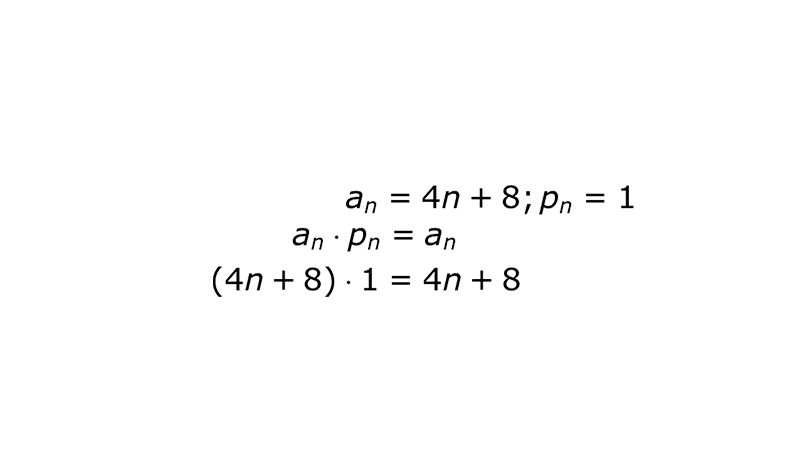 aₙ = 4n + 8; pₙ = 1
aₙ · pₙ = aₙ
(4n + 8) · 1 = 4n + 8